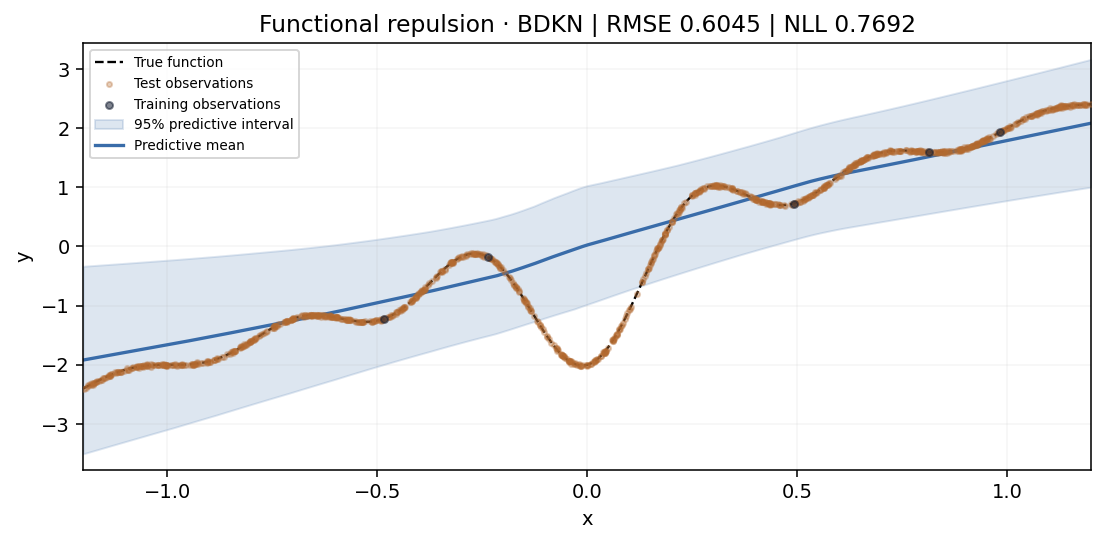 Functional repulsion · BDKN | RMSE 0.6045 | NLL 0.7692
True function
Test observations
Training observations
95% predictive interval
Predictive mean
3
2
1
0
−1
−2
−3
y
−1.0
−0.5
0.0
0.5
1.0
x